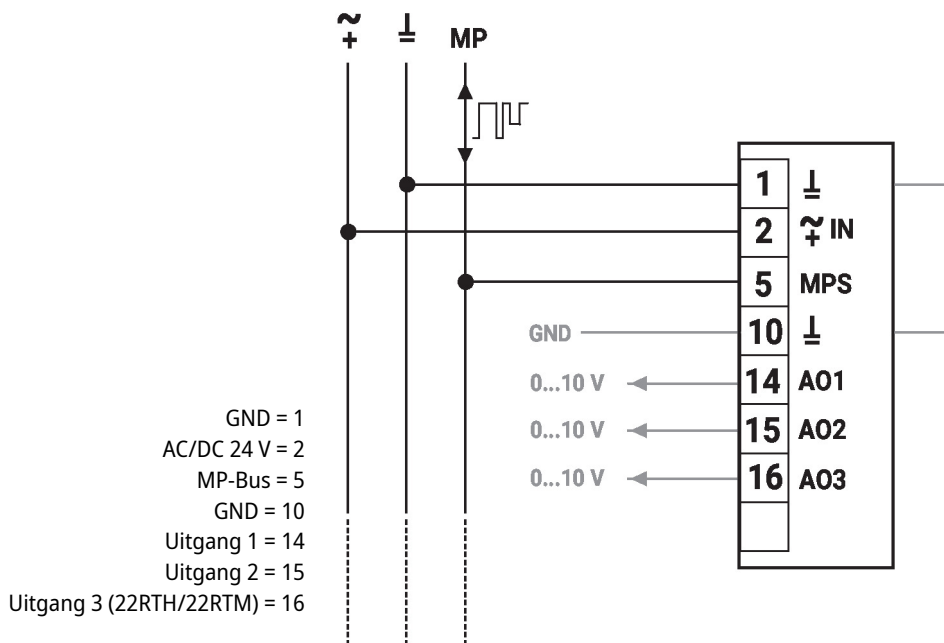 ~
+ ⊥ MP
1 ⊥
2 ~
+ IN
5 MPS
GND 10 ⊥
0...10 V 14 AO1
0...10 V 15 AO2
0...10 V 16 AO3
GND = 1
AC/DC 24 V = 2
MP-Bus = 5
GND = 10
Uitgang 1 = 14
Uitgang 2 = 15
Uitgang 3 (22RTH/22RTM) = 16